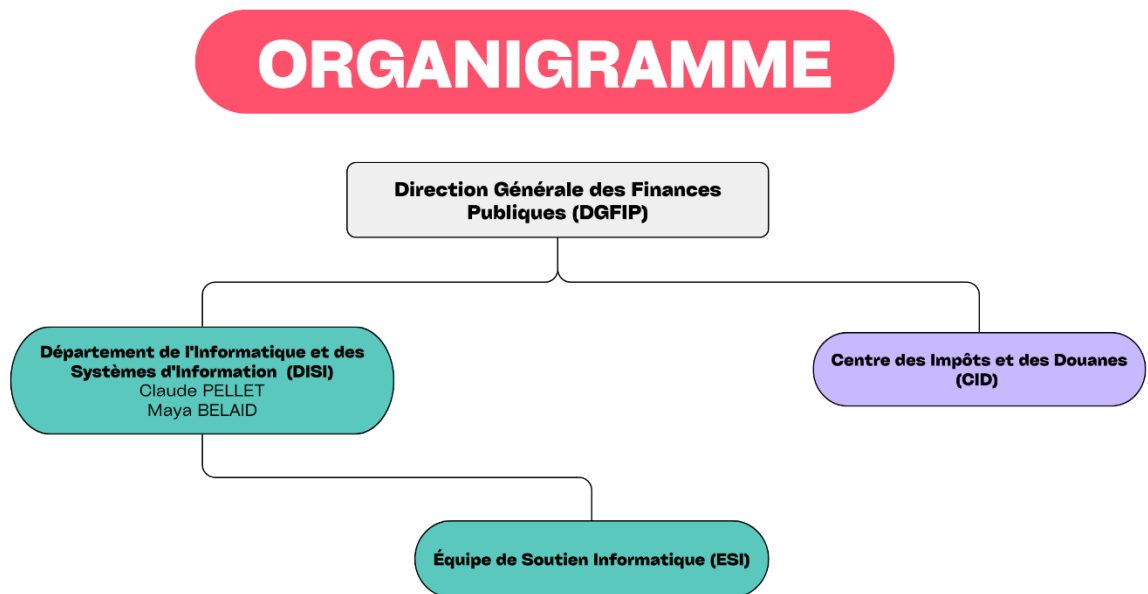 ORGANIGRAMME
Direction Générale des Finances
Publiques (DGFIP)
Département de l'Informatique et des
Systèmes d'Information (DISI)
Claude PELLET
Maya BELAID
Centre des Impôts et des Douanes
(CID)
Équipe de Soutien Informatique (ESI)